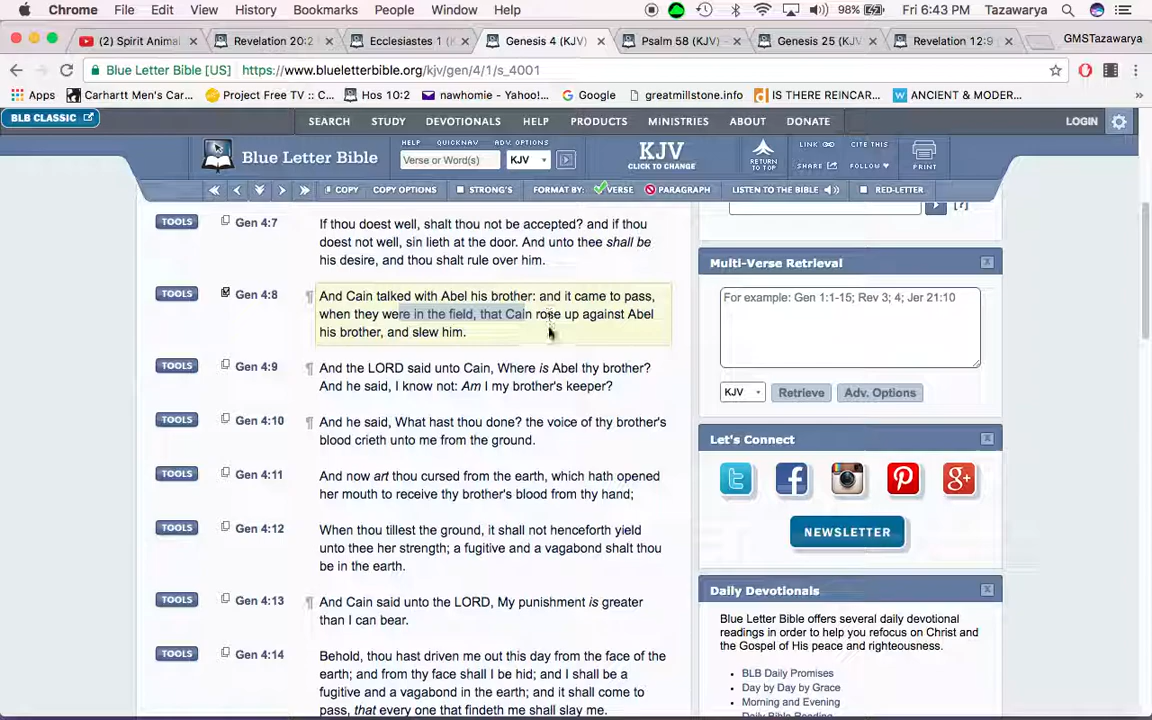 Chrome File Edit View History Bookmarks People Window Help 98% Fri 6:43 PM Tazawarya
(2) Spirit Animal Revelation 20:2 Ecclesiastes 1 (KJV Genesis 4 (KJV) Psalm 58 (KJV) Genesis 25 (KJV Revelation 12:9 GMSTazawarya
Blue Letter Bible [US] https://www.blueletterbible.org/kjv/gen/4/1/s_4001
Apps Carhartt Men's Car... Project Free TV :: C... Hos 10:2 nawhomie - Yahoo!... Google greatmillstone.info IS THERE REINCAR... ANCIENT & MODER... »
BLB CLASSIC SEARCH STUDY DEVOTIONALS HELP PRODUCTS MINISTRIES ABOUT DONATE LOGIN
HELP QUICKNAV ADV. OPTIONS LINK CITE THIS
Blue Letter Bible Verse or Word(s) KJV KJV CLICK TO CHANGE RETURN TO TOP SHARE FOLLOW PRINT
COPY COPY OPTIONS STRONG'S FORMAT BY: VERSE PARAGRAPH LISTEN TO THE BIBLE RED-LETTER
[?]
TOOLS Gen 4:7 If thou doest well, shalt thou not be accepted? and if thou
doest not well, sin lieth at the door. And unto thee shall be
his desire, and thou shalt rule over him.
TOOLS Gen 4:8 ¶ And Cain talked with Abel his brother: and it came to pass,
when they were in the field, that Cain rose up against Abel
his brother, and slew him.
TOOLS Gen 4:9 ¶ And the LORD said unto Cain, Where is Abel thy brother?
And he said, I know not: Am I my brother's keeper?
TOOLS Gen 4:10 ¶ And he said, What hast thou done? the voice of thy brother's
blood crieth unto me from the ground.
TOOLS Gen 4:11 And now art thou cursed from the earth, which hath opened
her mouth to receive thy brother's blood from thy hand;
TOOLS Gen 4:12 When thou tillest the ground, it shall not henceforth yield
unto thee her strength; a fugitive and a vagabond shalt thou
be in the earth.
TOOLS Gen 4:13 ¶ And Cain said unto the LORD, My punishment is greater
than I can bear.
TOOLS Gen 4:14 Behold, thou hast driven me out this day from the face of the
earth; and from thy face shall I be hid; and I shall be a
fugitive and a vagabond in the earth; and it shall come to
pass, that every one that findeth me shall slay me.
Multi-Verse Retrieval
For example: Gen 1:1-15; Rev 3; 4; Jer 21:10
KJV Retrieve Adv. Options
Let's Connect
NEWSLETTER
Daily Devotionals
Blue Letter Bible offers several daily devotional
readings in order to help you refocus on Christ and
the Gospel of His peace and righteousness.
BLB Daily Promises
Day by Day by Grace
Morning and Evening
Daily Bible Reading